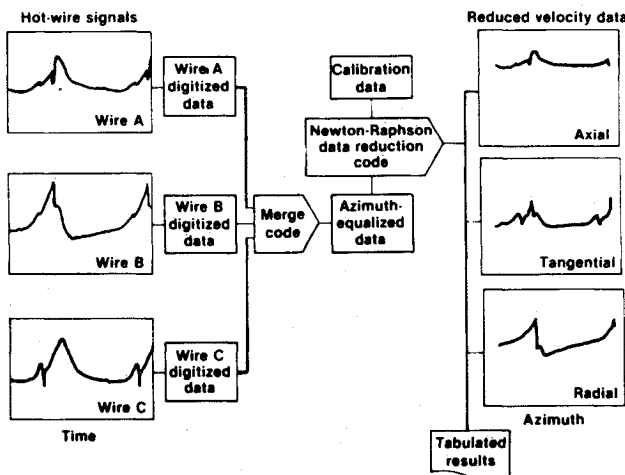 Hot-wire signals
Wire A
Wire A
digitized
data
Wire B
Wire B
digitized
data
Wire C
Wire C
digitized
data
Time
Merge
code
Calibration
data
Newton-Raphson
data reduction
code
Azimuth-
equalized
data
Reduced velocity data
Axial
Tangential
Radial
Azimuth
Tabulated
results